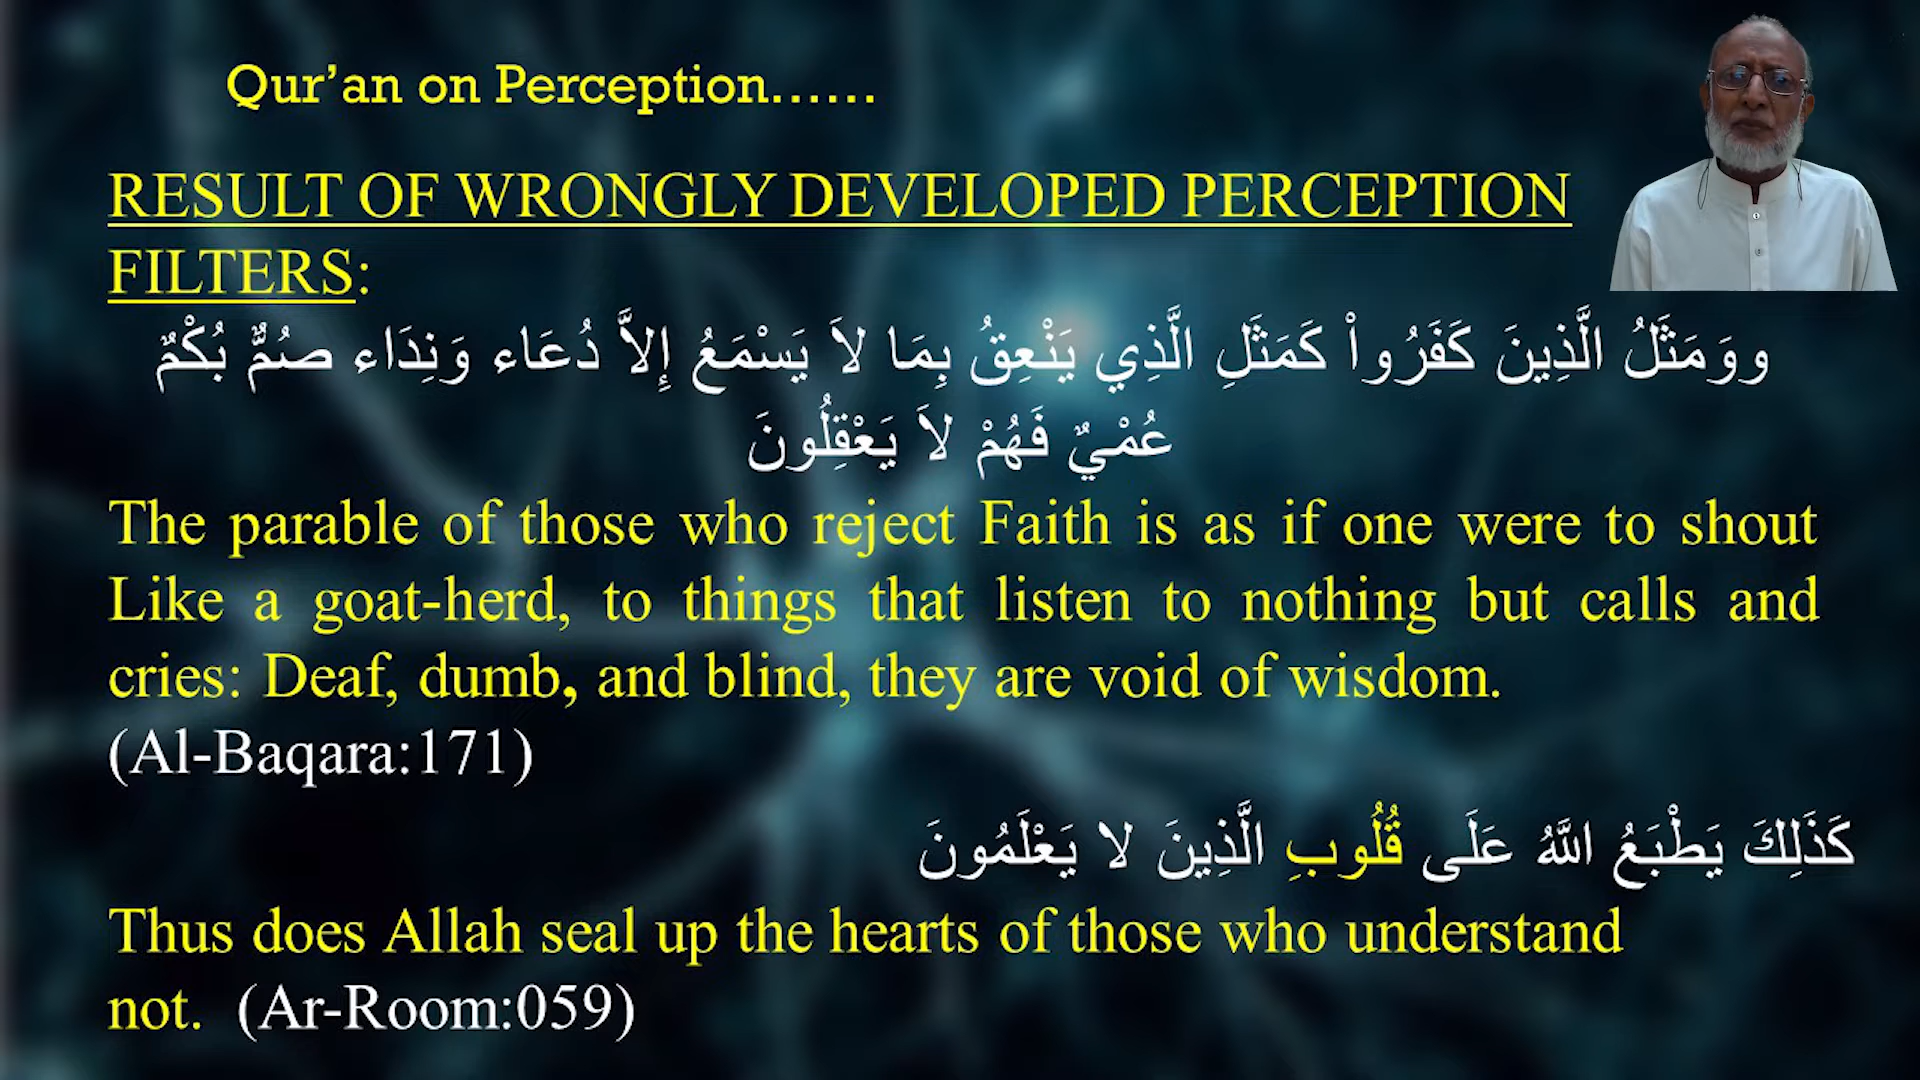 Qur’an on Perception……
RESULT OF WRONGLY DEVELOPED PERCEPTION
FILTERS:
وومَثَلُ الَّذِينَ كَفَرُواْ كَمَثَلِ الَّذِي يَنْعِقُ بِمَا لاَ يَسْمَعُ إِلاَّ دُعَاء وَنِدَاء صُمٌّ بُكْمٌ
عُمْيٌ فَهُمْ لاَ يَعْقِلُونَ
The parable of those who reject Faith is as if one were to shout
Like a goat-herd, to things that listen to nothing but calls and
cries: Deaf, dumb, and blind, they are void of wisdom.
(Al-Baqara:171)
كَذَلِكَ يَطْبَعُ اللَّهُ عَلَى قُلُوبِ الَّذِينَ لا يَعْلَمُونَ
Thus does Allah seal up the hearts of those who understand
not. (Ar-Room:059)